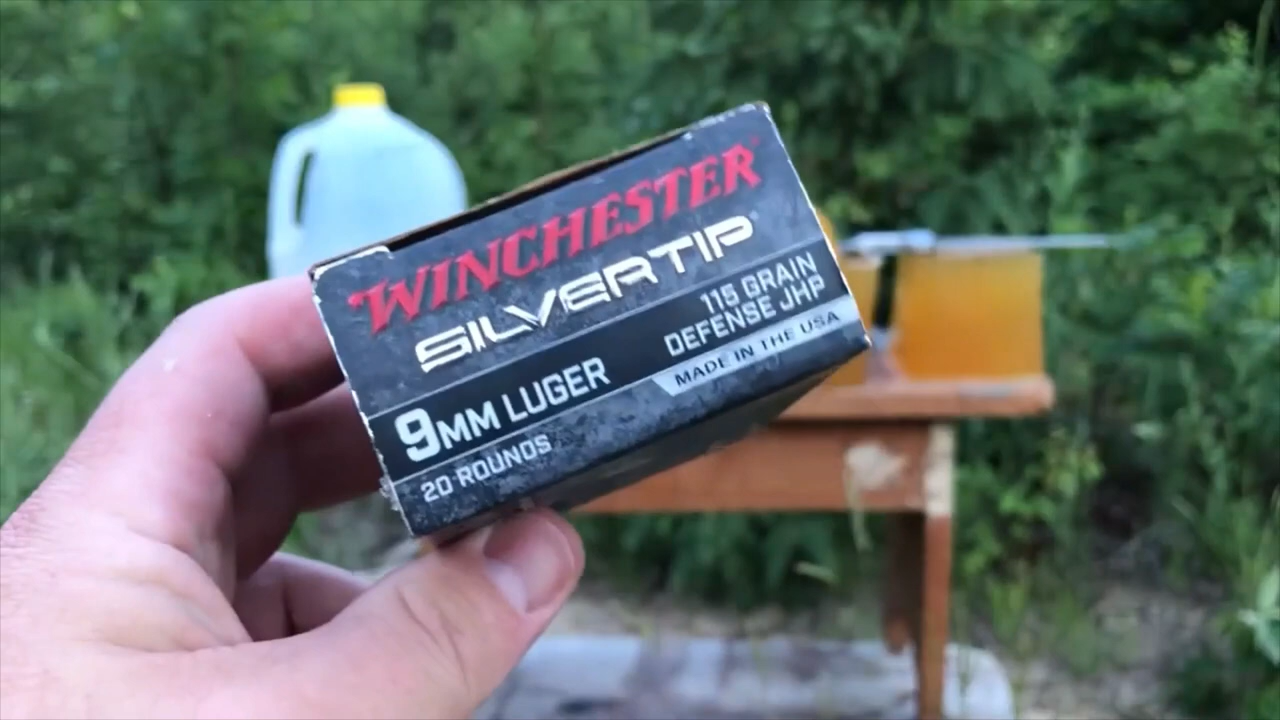 WINCHESTER
SILVERTIP
115 GRAIN
DEFENSE JHP
9MM LUGER
MADE IN THE USA
20 ROUNDS